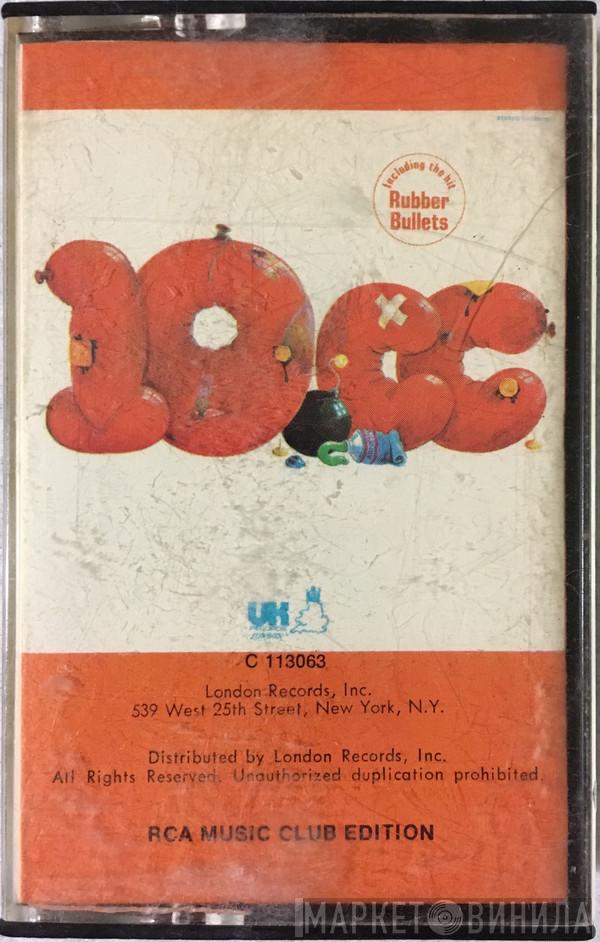 Including the hit
Rubber
Bullets
10cc
UK
RECORDS
C 113063
London Records, Inc.
539 West 25th Street, New York, N.Y.
Distributed by London Records, Inc.
All Rights Reserved. Unauthorized duplication prohibited.
RCA MUSIC CLUB EDITION
МАРКЕТ ВИНИЛА